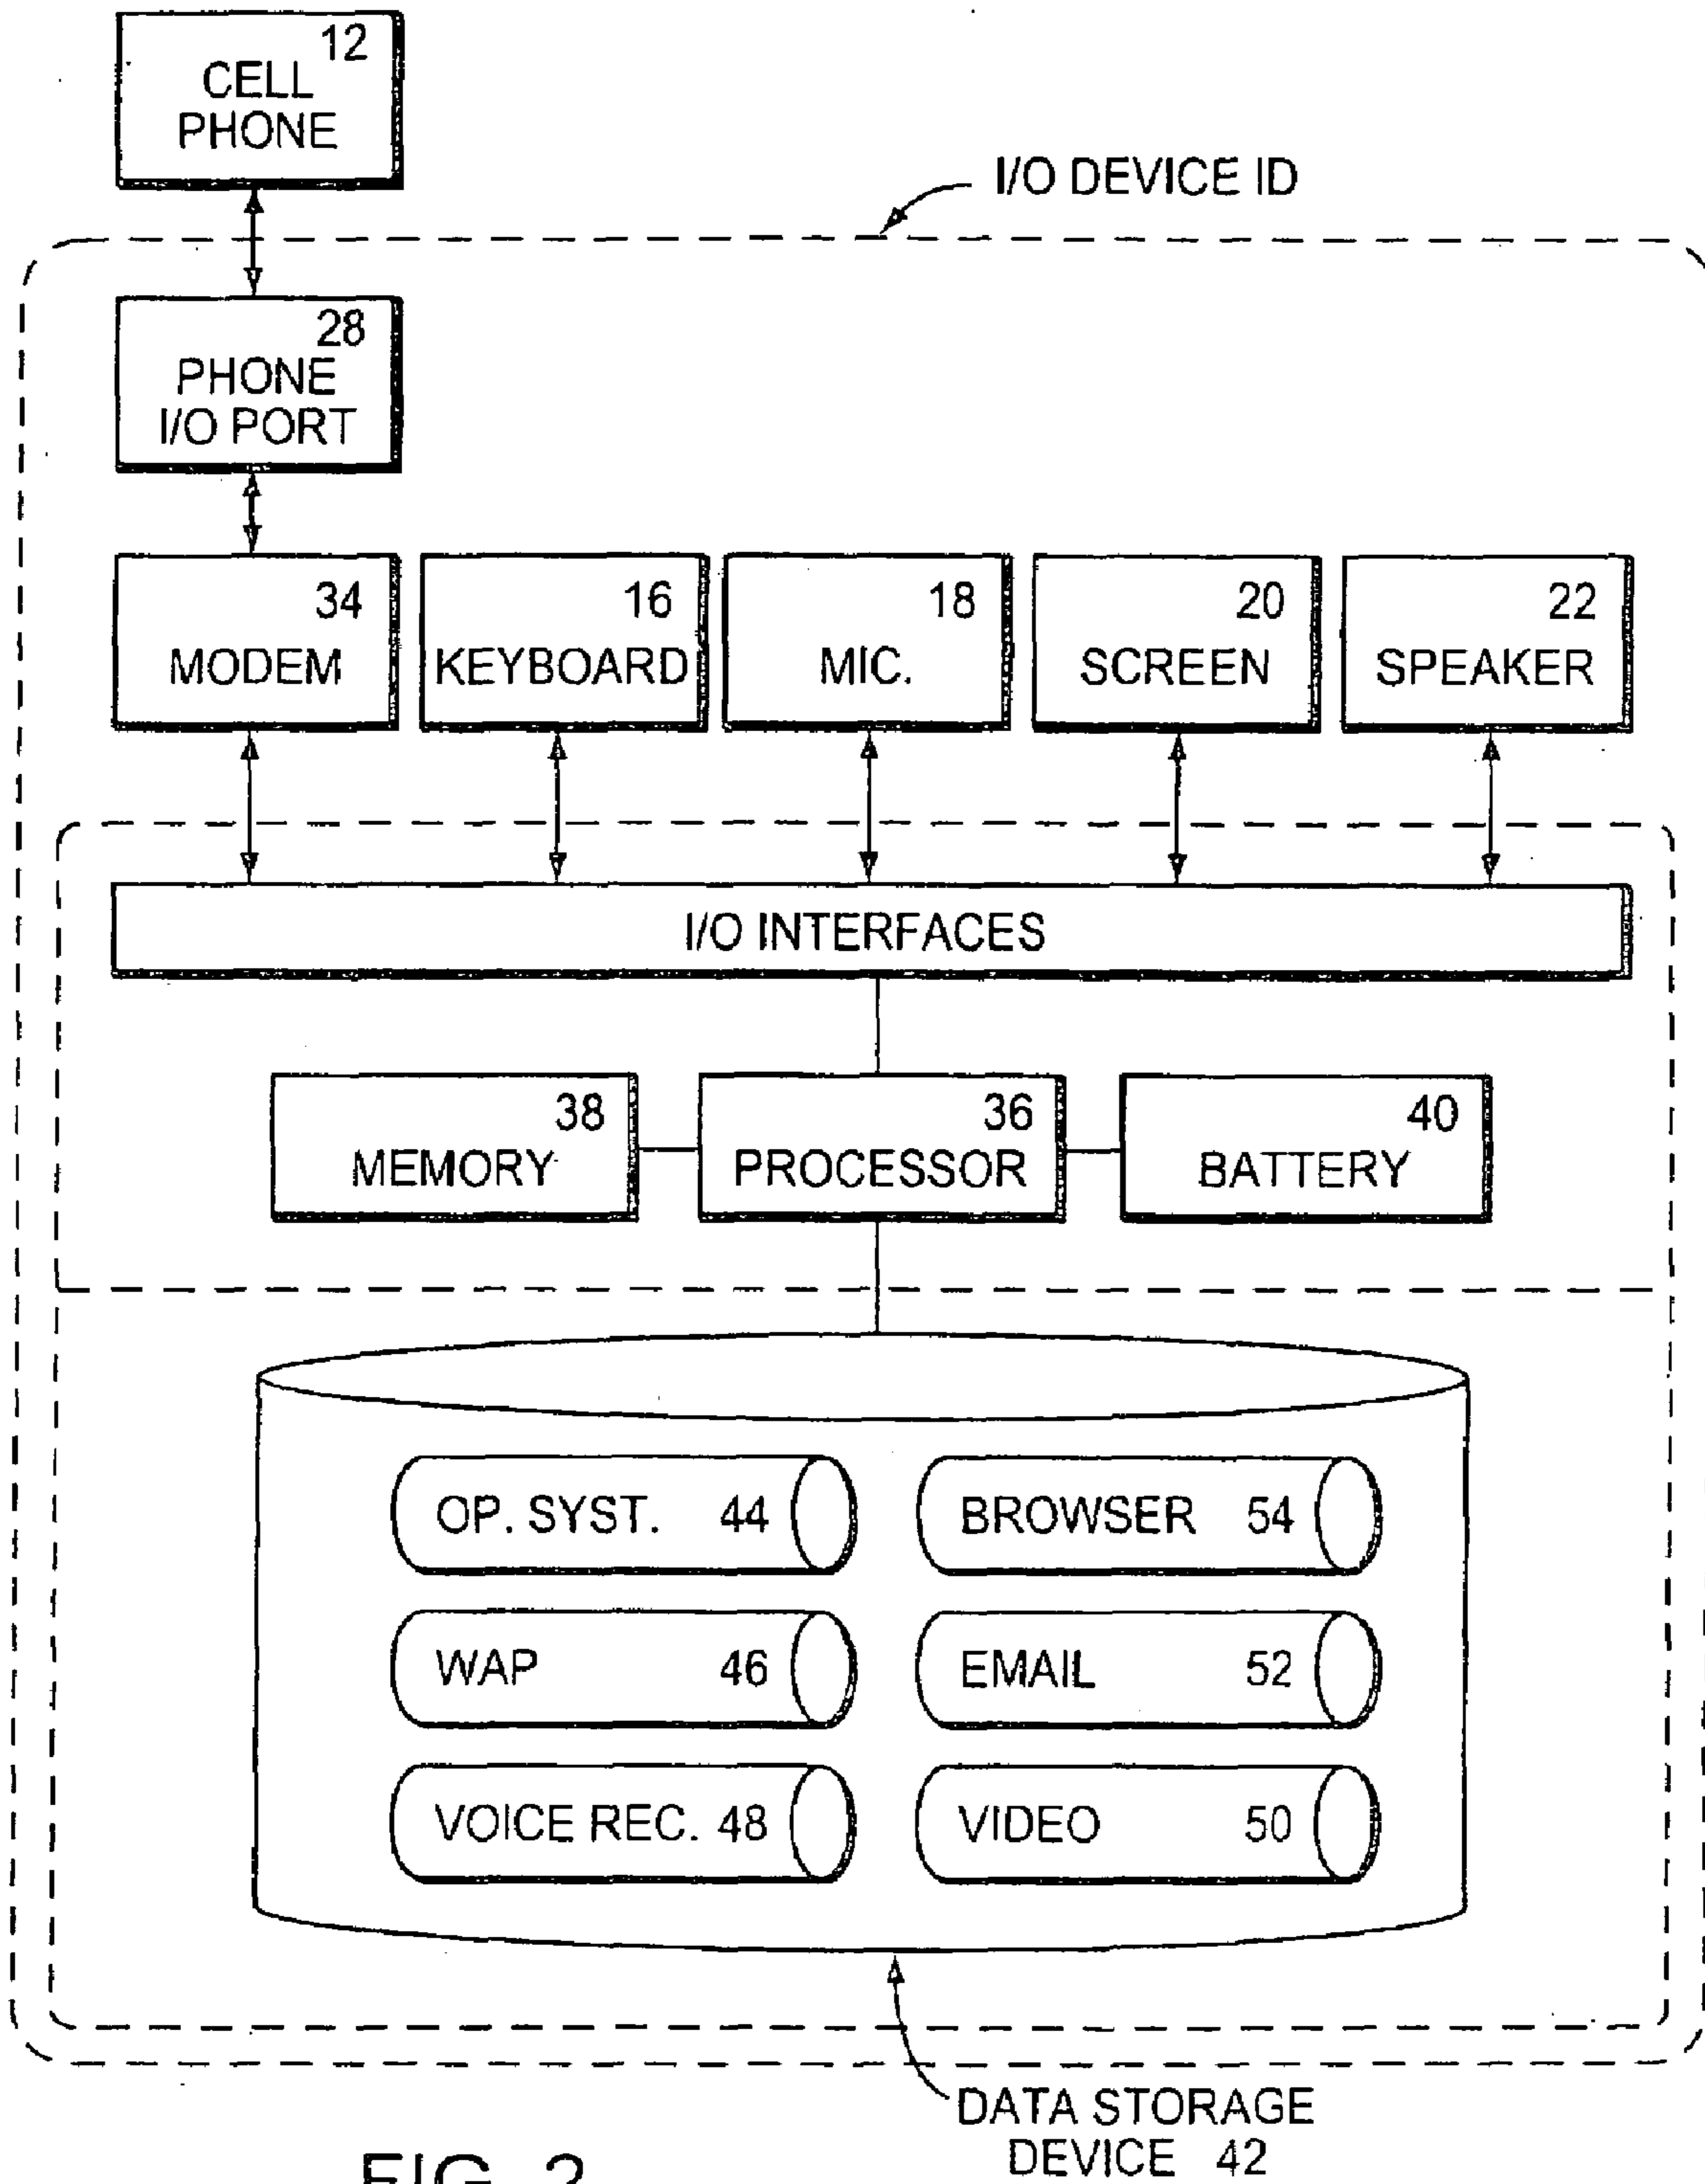 12
CELL
PHONE
I/O DEVICE ID
28
PHONE
I/O PORT
34
MODEM
16
KEYBOARD
18
MIC.
20
SCREEN
22
SPEAKER
I/O INTERFACES
38
MEMORY
36
PROCESSOR
40
BATTERY
OP. SYST. 44
BROWSER 54
WAP 46
EMAIL 52
VOICE REC. 48
VIDEO 50
DATA STORAGE
DEVICE 42
FIG. 2